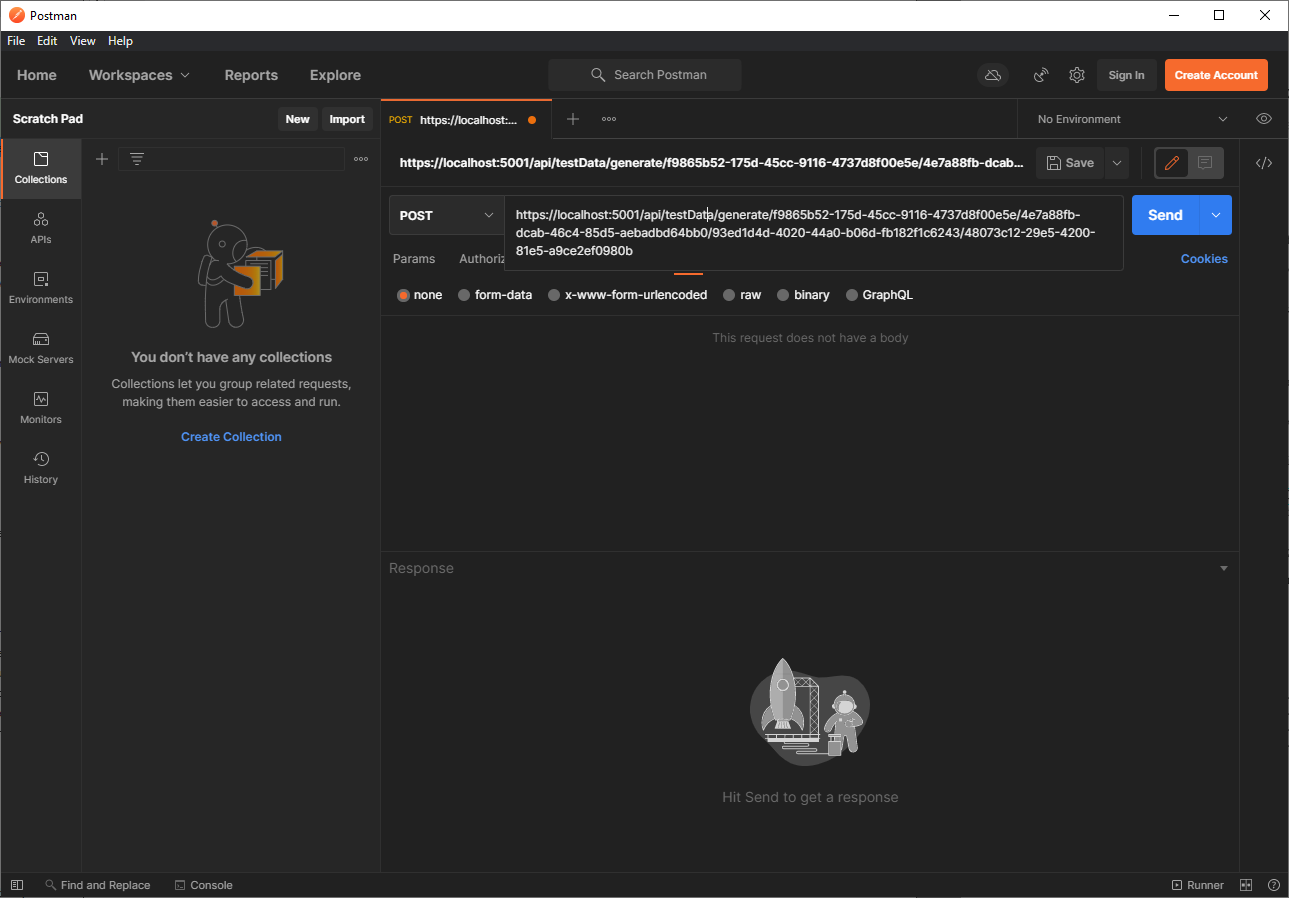 Postman
File Edit View Help
Home Workspaces Reports Explore Search Postman Sign In Create Account
Scratch Pad New Import POST https://localhost:... No Environment
https://localhost:5001/api/testData/generate/f9865b52-175d-45cc-9116-4737d8f00e5e/4e7a88fb-dcab... Save
Collections
APIs
Environments
Mock Servers
Monitors
History
You don't have any collections
Collections let you group related requests,
making them easier to access and run.
Create Collection
POST
https://localhost:5001/api/testData/generate/f9865b52-175d-45cc-9116-4737d8f00e5e/4e7a88fb-
dcab-46c4-85d5-aebadbd64bb0/93ed1d4d-4020-44a0-b06d-fb182f1c6243/48073c12-29e5-4200-
81e5-a9ce2ef0980b
Send
Params Authoriz Cookies
none form-data x-www-form-urlencoded raw binary GraphQL
This request does not have a body
Response
Hit Send to get a response
Find and Replace Console Runner